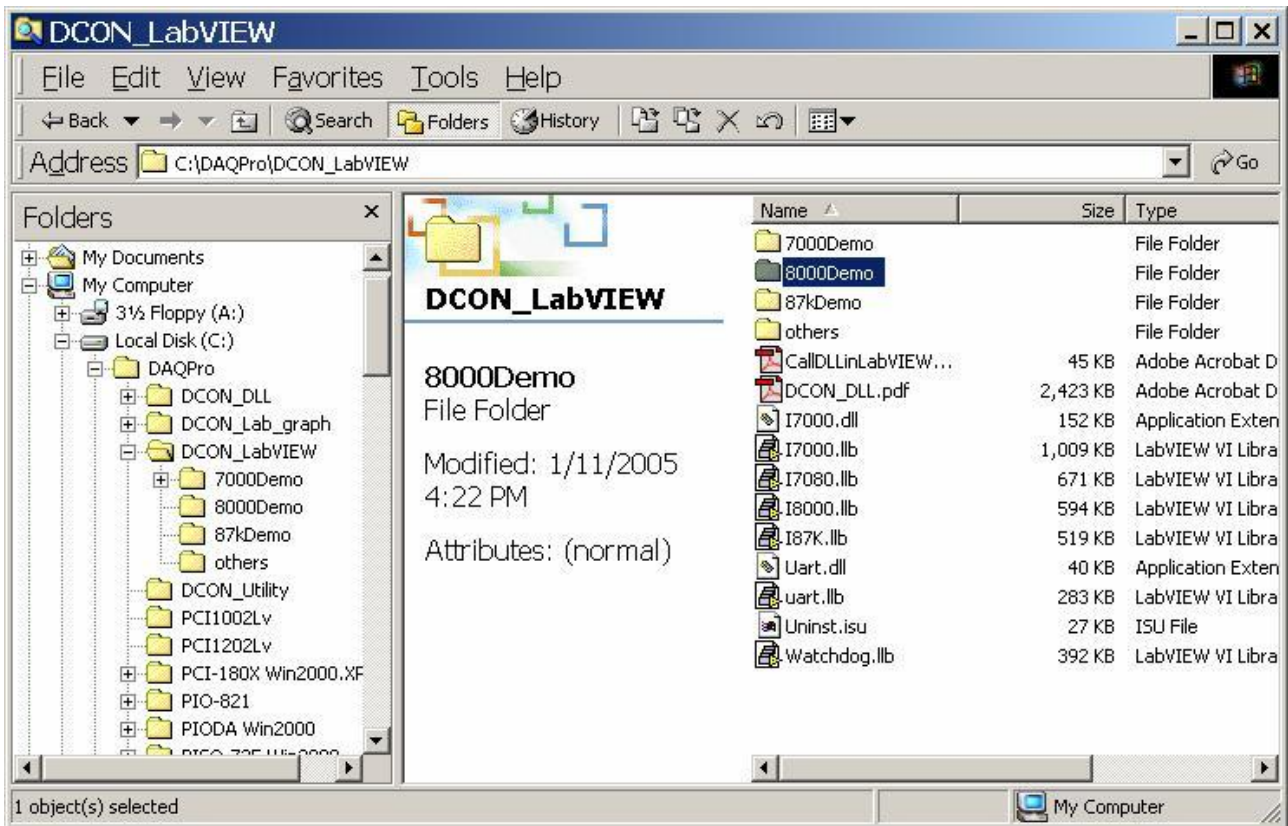 DCON_LabVIEW
File Edit View Favorites Tools Help
Back Search Folders History
Address C:\DAQPro\DCON_LabVIEW Go
Folders
My Documents
My Computer
3½ Floppy (A:)
Local Disk (C:)
DAQPro
DCON_DLL
DCON_Lab_graph
DCON_LabVIEW
7000Demo
8000Demo
87kDemo
others
DCON_Utility
PCI1002Lv
PCI1202Lv
PCI-180X Win2000.XF
PIO-821
PIODA Win2000
DCON_LabVIEW
8000Demo
File Folder
Modified: 1/11/2005
4:22 PM
Attributes: (normal)
Name Size Type
7000Demo File Folder
8000Demo File Folder
87kDemo File Folder
others File Folder
CallDLLinLabVIEW... 45 KB Adobe Acrobat D
DCON_DLL.pdf 2,423 KB Adobe Acrobat D
I7000.dll 152 KB Application Exten
I7000.llb 1,009 KB LabVIEW VI Libra
I7080.llb 671 KB LabVIEW VI Libra
I8000.llb 594 KB LabVIEW VI Libra
I87K.llb 519 KB LabVIEW VI Libra
Uart.dll 40 KB Application Exten
uart.llb 283 KB LabVIEW VI Libra
Uninst.isu 27 KB ISU File
Watchdog.llb 392 KB LabVIEW VI Libra
1 object(s) selected
My Computer